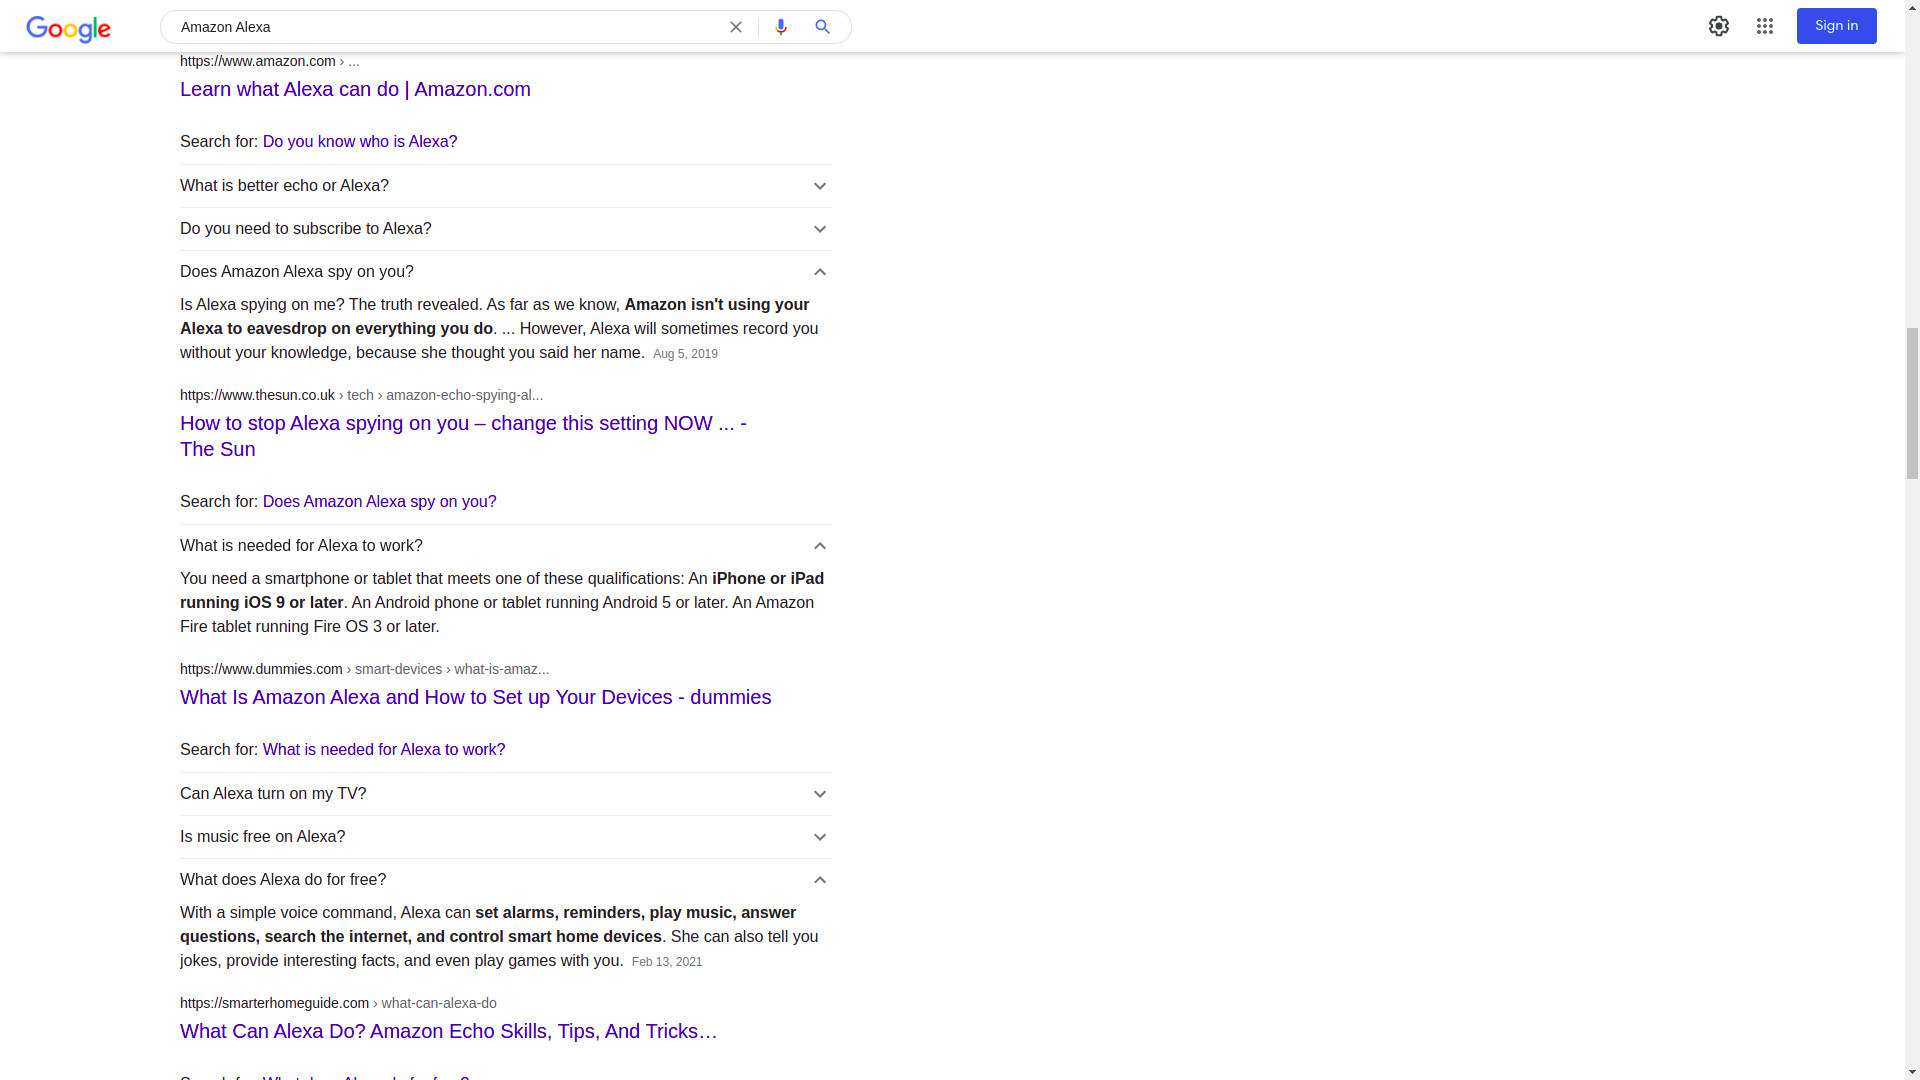 Google
Amazon Alexa
Sign in
https://www.amazon.com › ...
Learn what Alexa can do | Amazon.com
Search for: Do you know who is Alexa?
What is better echo or Alexa?
Do you need to subscribe to Alexa?
Does Amazon Alexa spy on you?
Is Alexa spying on me? The truth revealed. As far as we know, Amazon isn't using your
Alexa to eavesdrop on everything you do. ... However, Alexa will sometimes record you
without your knowledge, because she thought you said her name. Aug 5, 2019
https://www.thesun.co.uk › tech › amazon-echo-spying-al...
How to stop Alexa spying on you – change this setting NOW ... -
The Sun
Search for: Does Amazon Alexa spy on you?
What is needed for Alexa to work?
You need a smartphone or tablet that meets one of these qualifications: An iPhone or iPad
running iOS 9 or later. An Android phone or tablet running Android 5 or later. An Amazon
Fire tablet running Fire OS 3 or later.
https://www.dummies.com › smart-devices › what-is-amaz...
What Is Amazon Alexa and How to Set up Your Devices - dummies
Search for: What is needed for Alexa to work?
Can Alexa turn on my TV?
Is music free on Alexa?
What does Alexa do for free?
With a simple voice command, Alexa can set alarms, reminders, play music, answer
questions, search the internet, and control smart home devices. She can also tell you
jokes, provide interesting facts, and even play games with you. Feb 13, 2021
https://smarterhomeguide.com › what-can-alexa-do
What Can Alexa Do? Amazon Echo Skills, Tips, And Tricks…
Search for: What does Alexa do for free?